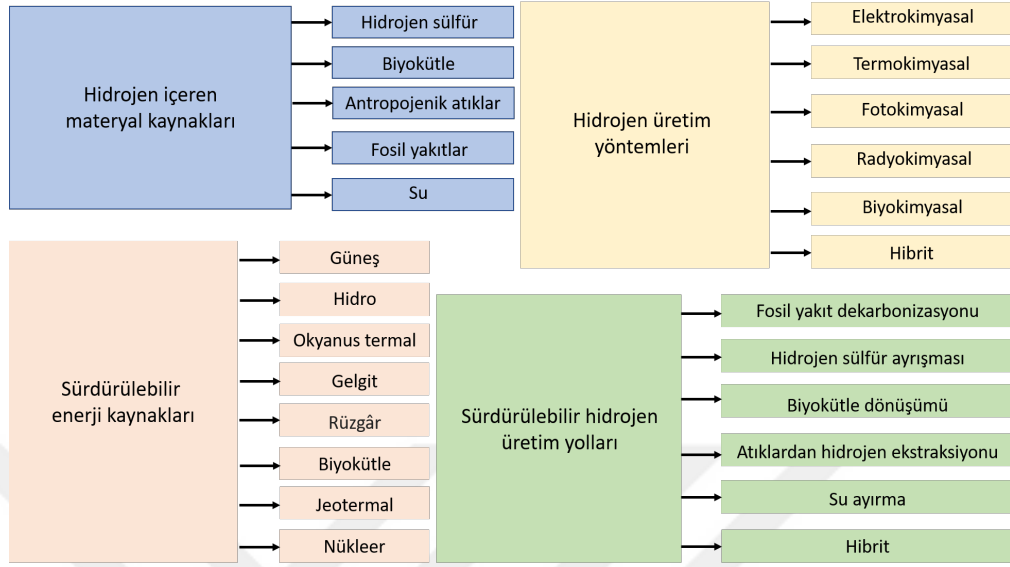 Hidrojen içeren
materyal kaynakları
Hidrojen sülfür
Biyokütle
Antropojenik atıklar
Fosil yakıtlar
Su
Hidrojen üretim
yöntemleri
Elektrokimyasal
Termokimyasal
Fotokimyasal
Radyokimyasal
Biyokimyasal
Hibrit
Sürdürülebilir
enerji kaynakları
Güneş
Hidro
Okyanus termal
Gelgit
Rüzgâr
Biyokütle
Jeotermal
Nükleer
Sürdürülebilir hidrojen
üretim yolları
Fosil yakıt dekarbonizasyonu
Hidrojen sülfür ayrışması
Biyokütle dönüşümü
Atıklardan hidrojen ekstraksiyonu
Su ayırma
Hibrit